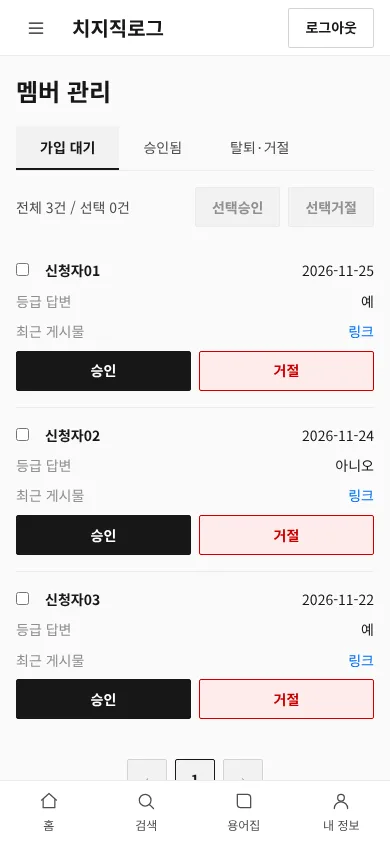 치지직로그
로그아웃
멤버 관리
가입 대기
승인됨
탈퇴·거절
전체 3건 / 선택 0건
선택승인
선택거절
신청자01
2026-11-25
등급 답변
예
최근 게시물
링크
승인
거절
신청자02
2026-11-24
등급 답변
아니오
최근 게시물
링크
승인
거절
신청자03
2026-11-22
등급 답변
예
최근 게시물
링크
승인
거절
1
홈
검색
용어집
내 정보